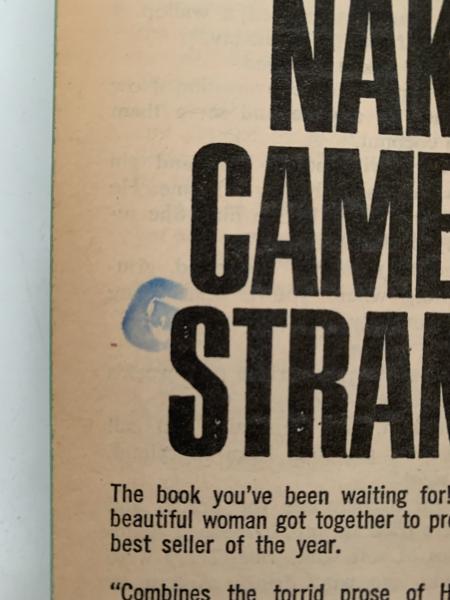 NAK
CAME
STRAN
The book you've been waiting for!
beautiful woman got together to pr
best seller of the year.
"Combines the torrid prose of H